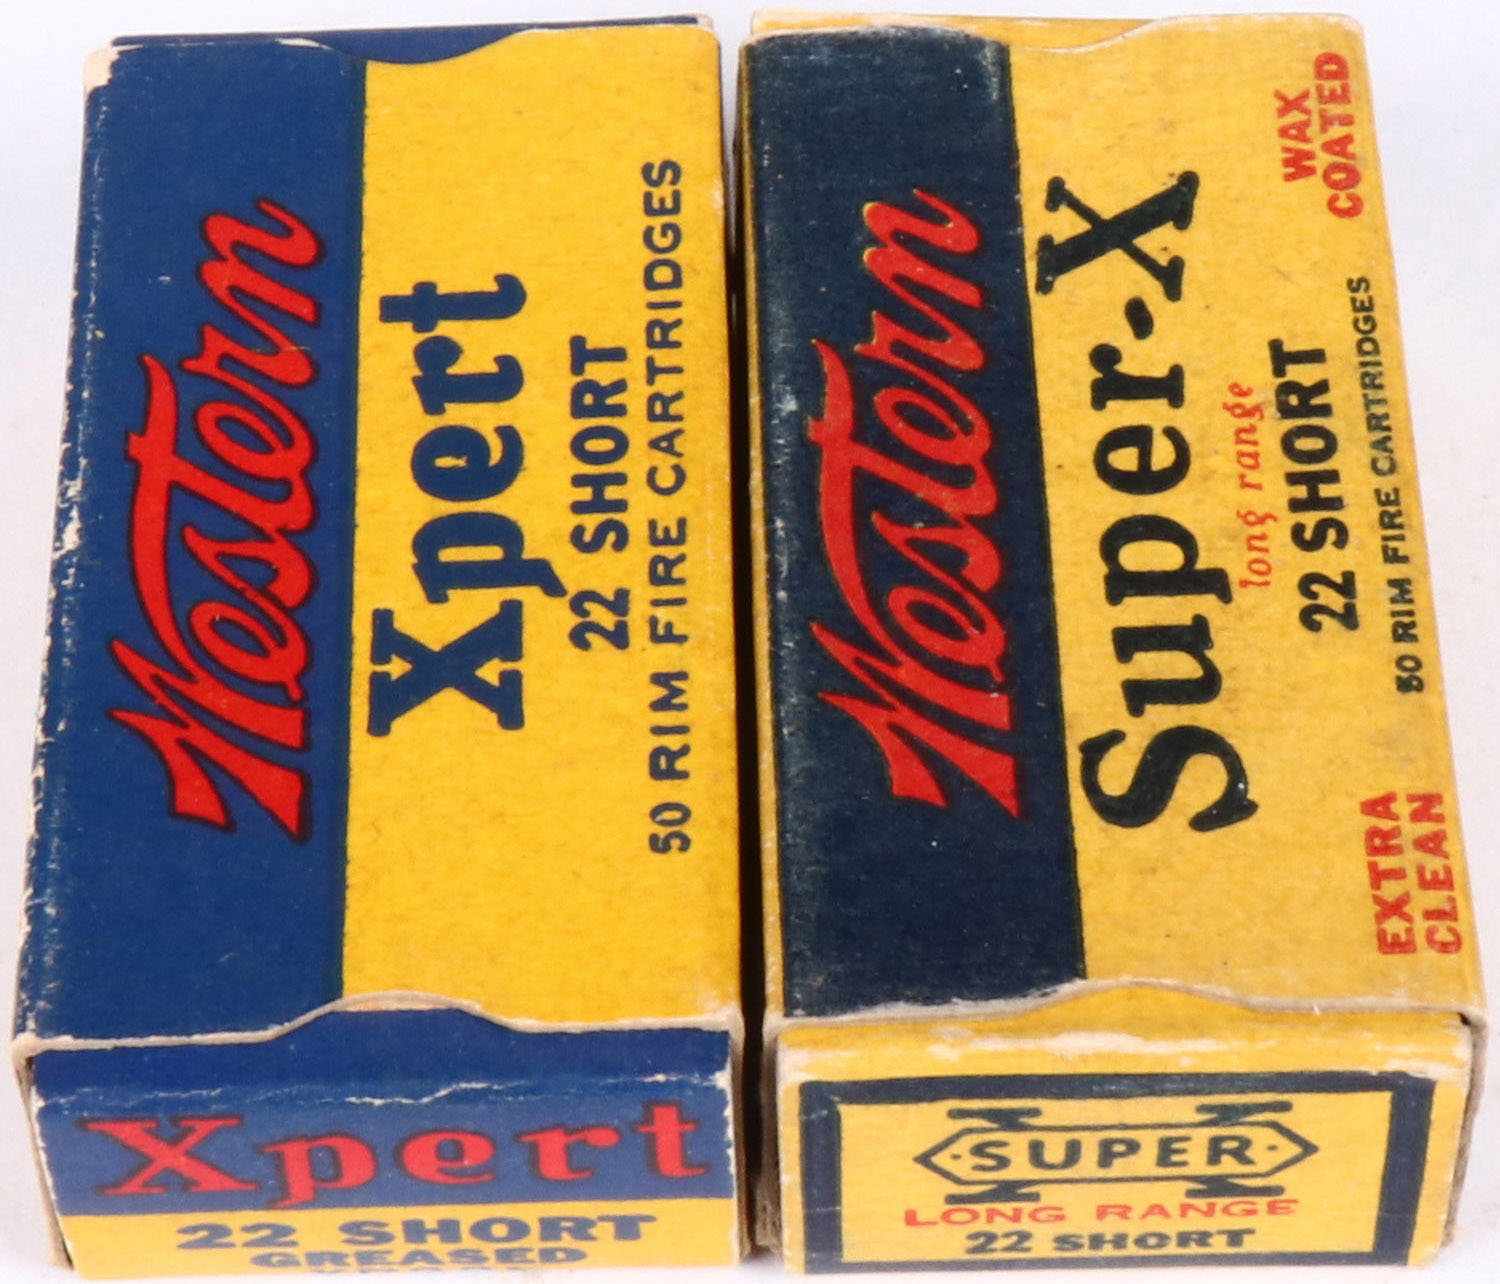 Western
Xpert
22 SHORT
50 RIM FIRE CARTRIDGES
Xpert
22 SHORT
GREASED
Western
Super-X
long range
22 SHORT
50 RIM FIRE CARTRIDGES
EXTRA
CLEAN
WAX
COATED
SUPER
LONG RANGE
22 SHORT